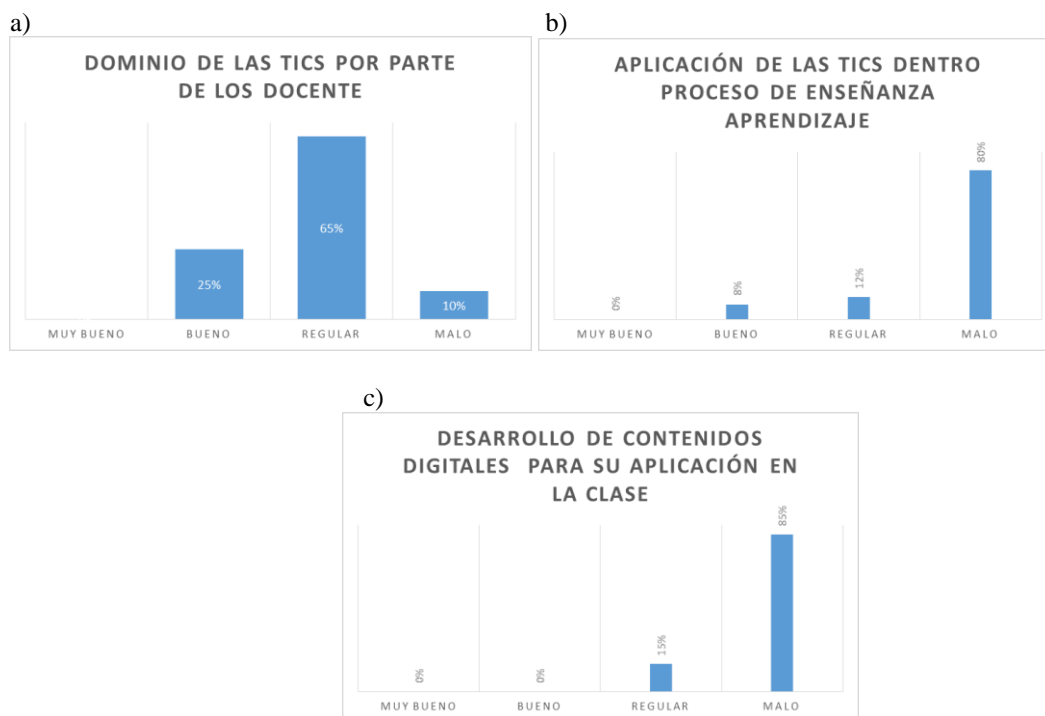 a)
DOMINIO DE LAS TICS POR PARTE
DE LOS DOCENTE
25%
65%
10%
MUY BUENO
BUENO
REGULAR
MALO
b)
APLICACIÓN DE LAS TICS DENTRO
PROCESO DE ENSEÑANZA
APRENDIZAJE
0%
8%
12%
80%
MUY BUENO
BUENO
REGULAR
MALO
c)
DESARROLLO DE CONTENIDOS
DIGITALES PARA SU APLICACIÓN EN
LA CLASE
0%
0%
15%
85%
MUY BUENO
BUENO
REGULAR
MALO